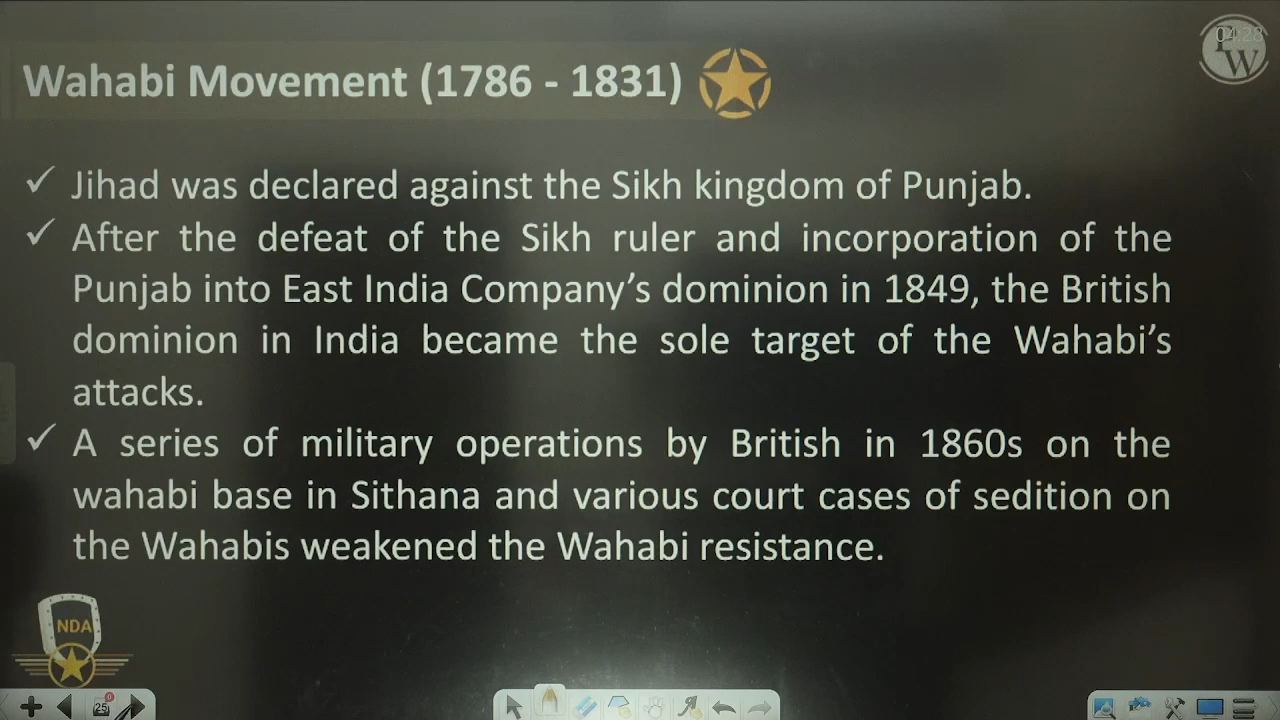 04:28
PW
Wahabi Movement (1786 - 1831)
✓ Jihad was declared against the Sikh kingdom of Punjab.
✓ After the defeat of the Sikh ruler and incorporation of the
Punjab into East India Company's dominion in 1849, the British
dominion in India became the sole target of the Wahabi's
attacks.
✓ A series of military operations by British in 1860s on the
wahabi base in Sithana and various court cases of sedition on
the Wahabis weakened the Wahabi resistance.
NDA
25